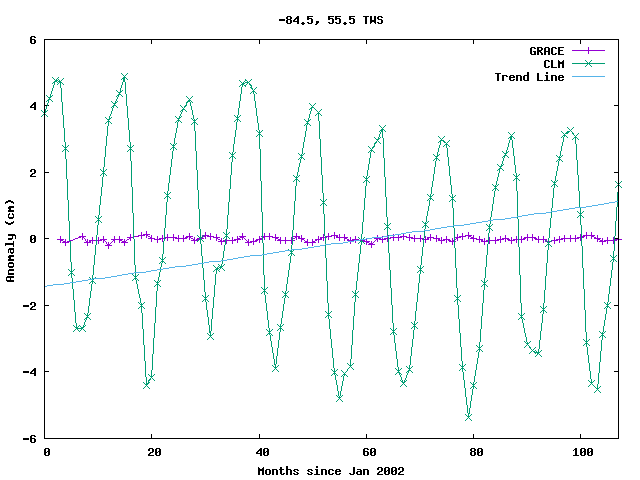 -84.5, 55.5 TWS
GRACE
CLM
Trend Line
6
4
2
0
-2
-4
-6
Anomaly (cm)
0 20 40 60 80 100
Months since Jan 2002